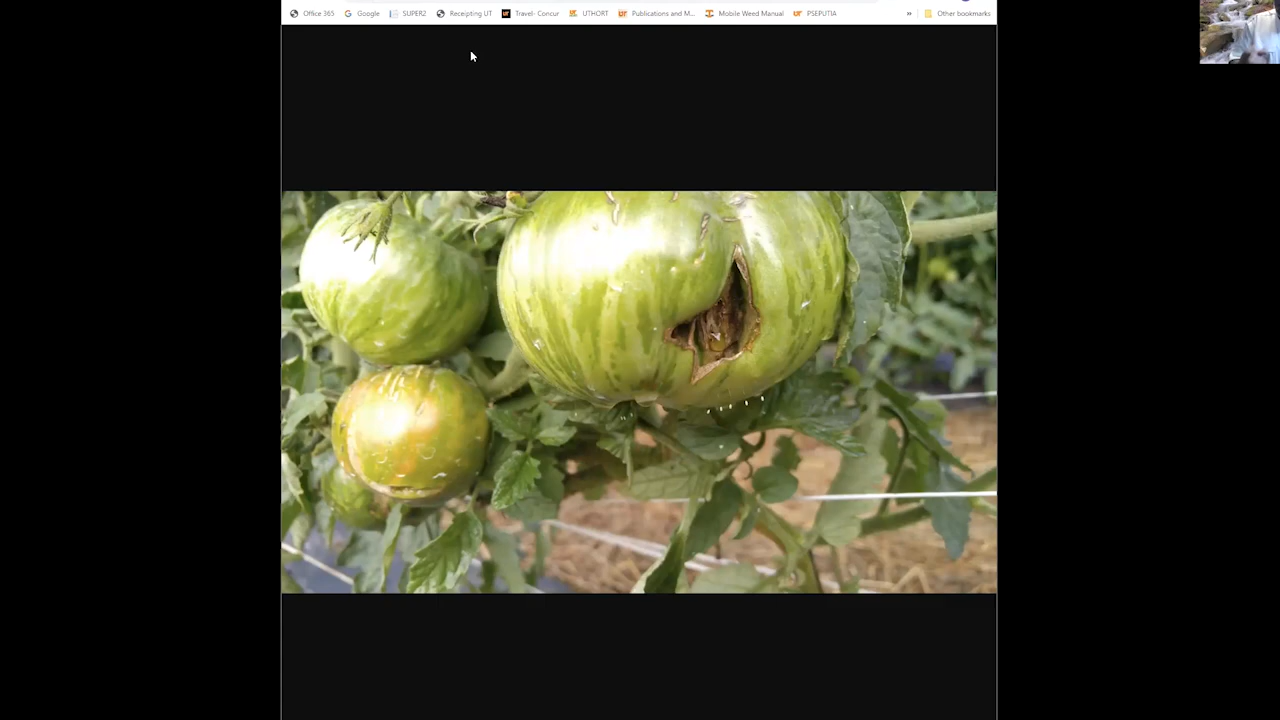 Office 365 Google SUPER2 Receipting UT Travel- Concur UTHORT Publications and M... Mobile Weed Manual PSEPUTIA » Other bookmarks